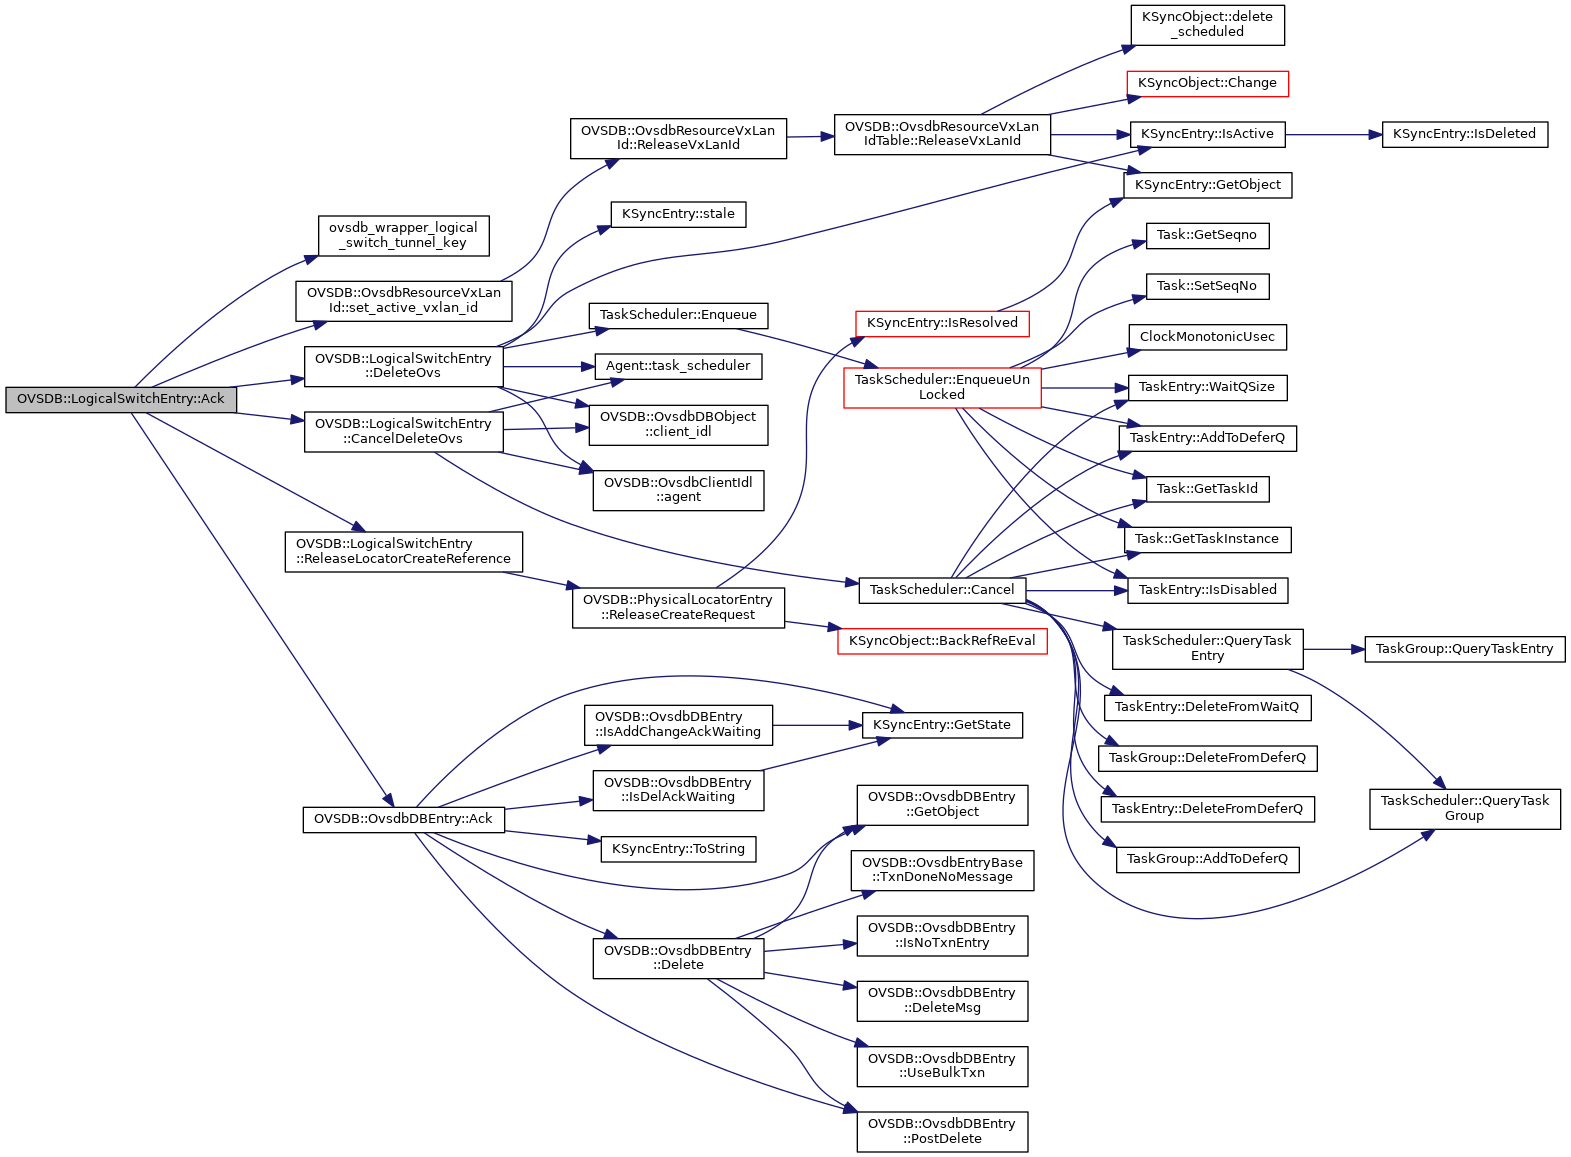 OVSDB::LogicalSwitchEntry::Ack
ovsdb_wrapper_logical
_switch_tunnel_key
OVSDB::OvsdbResourceVxLan
Id::set_active_vxlan_id
OVSDB::LogicalSwitchEntry
::DeleteOvs
OVSDB::LogicalSwitchEntry
::CancelDeleteOvs
OVSDB::LogicalSwitchEntry
::ReleaseLocatorCreateReference
OVSDB::OvsdbDBEntry::Ack
OVSDB::OvsdbResourceVxLan
Id::ReleaseVxLanId
KSyncEntry::stale
TaskScheduler::Enqueue
Agent::task_scheduler
OVSDB::OvsdbDBObject
::client_idl
OVSDB::OvsdbClientIdl
::agent
OVSDB::PhysicalLocatorEntry
::ReleaseCreateRequest
OVSDB::OvsdbDBEntry
::IsAddChangeAckWaiting
OVSDB::OvsdbDBEntry
::IsDelAckWaiting
KSyncEntry::ToString
OVSDB::OvsdbDBEntry
::Delete
OVSDB::OvsdbResourceVxLan
IdTable::ReleaseVxLanId
KSyncEntry::IsResolved
TaskScheduler::EnqueueUn
Locked
TaskScheduler::Cancel
KSyncObject::BackRefReEval
KSyncEntry::GetState
OVSDB::OvsdbDBEntry
::GetObject
OVSDB::OvsdbEntryBase
::TxnDoneNoMessage
OVSDB::OvsdbDBEntry
::IsNoTxnEntry
OVSDB::OvsdbDBEntry
::DeleteMsg
OVSDB::OvsdbDBEntry
::UseBulkTxn
OVSDB::OvsdbDBEntry
::PostDelete
KSyncObject::delete
_scheduled
KSyncObject::Change
KSyncEntry::IsActive
KSyncEntry::GetObject
Task::GetSeqno
Task::SetSeqNo
ClockMonotonicUsec
TaskEntry::WaitQSize
TaskEntry::AddToDeferQ
Task::GetTaskId
Task::GetTaskInstance
TaskEntry::IsDisabled
TaskScheduler::QueryTask
Entry
TaskEntry::DeleteFromWaitQ
TaskGroup::DeleteFromDeferQ
TaskEntry::DeleteFromDeferQ
TaskGroup::AddToDeferQ
KSyncEntry::IsDeleted
TaskGroup::QueryTaskEntry
TaskScheduler::QueryTask
Group